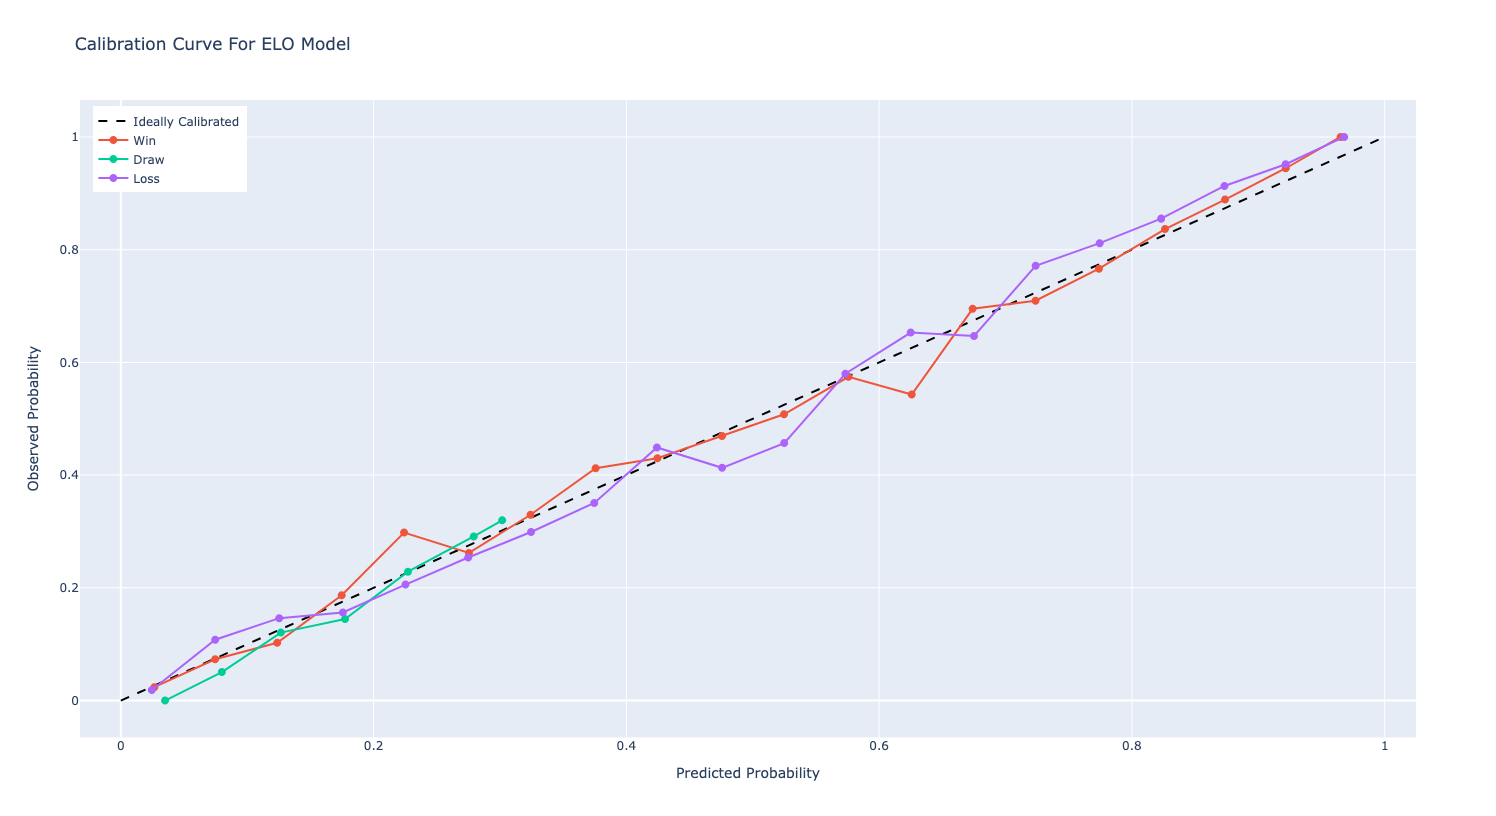 Calibration Curve For ELO Model
Ideally Calibrated
Win
Draw
Loss
1
0.8
0.6
0.4
0.2
0
Observed Probability
0 0.2 0.4 0.6 0.8 1
Predicted Probability